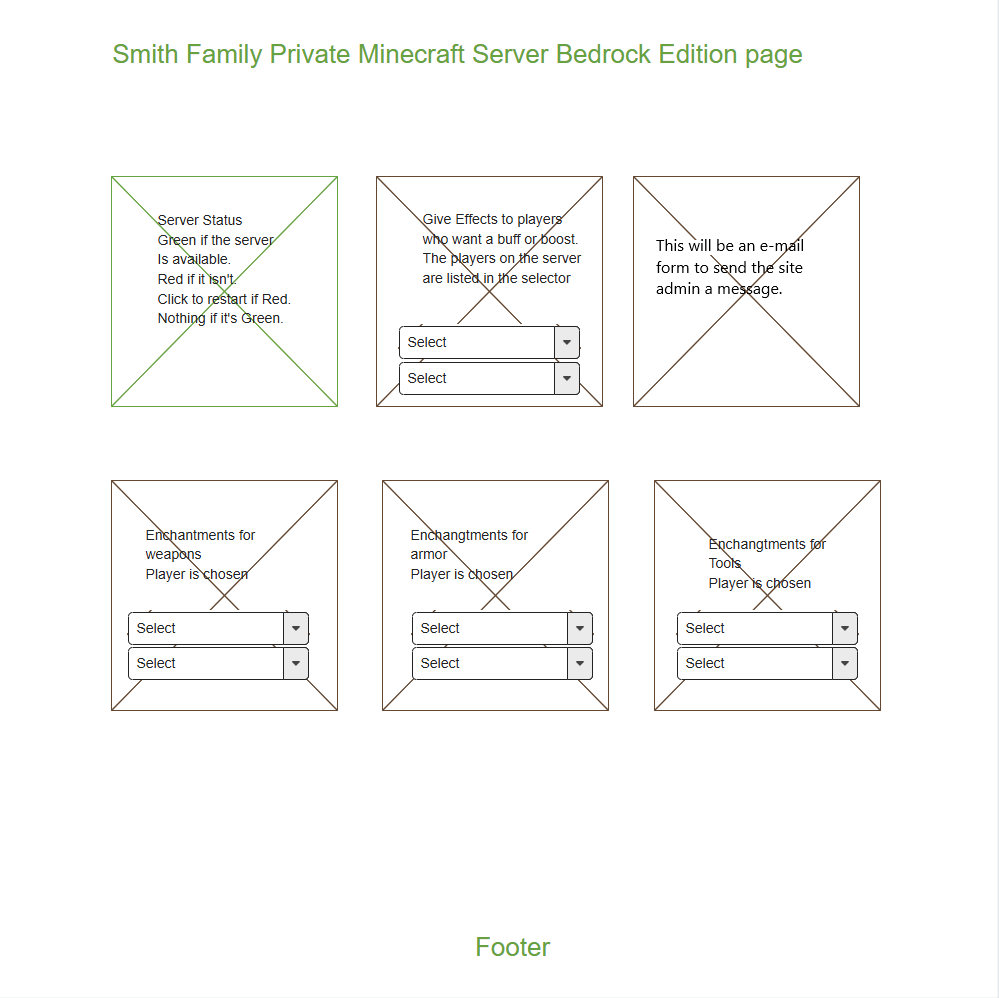 Smith Family Private Minecraft Server Bedrock Edition page
Server Status
Green if the server
Is available.
Red if it isn't.
Click to restart if Red.
Nothing if it's Green.
Give Effects to players
who want a buff or boost.
The players on the server
are listed in the selector
Select
Select
This will be an e-mail
form to send the site
admin a message.
Enchantments for
weapons
Player is chosen
Select
Select
Enchangtments for
armor
Player is chosen
Select
Select
Enchangtments for
Tools
Player is chosen
Select
Select
Footer